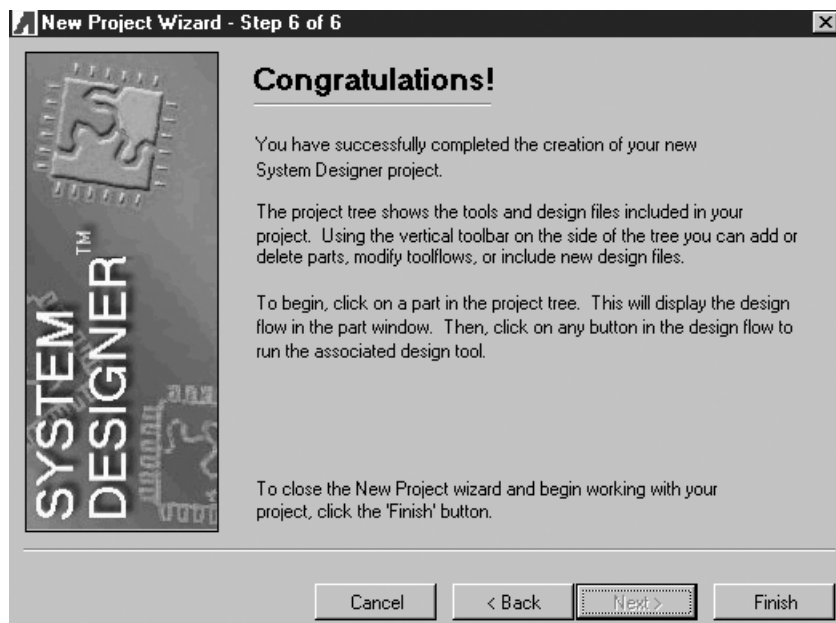 New Project Wizard - Step 6 of 6
Congratulations!
You have successfully completed the creation of your new
System Designer project.
The project tree shows the tools and design files included in your
project. Using the vertical toolbar on the side of the tree you can add or
delete parts, modify toolflows, or include new design files.
To begin, click on a part in the project tree. This will display the design
flow in the part window. Then, click on any button in the design flow to
run the associated design tool.
To close the New Project wizard and begin working with your
project, click the 'Finish' button.
SYSTEM
DESIGNER™
Cancel
< Back
Next >
Finish